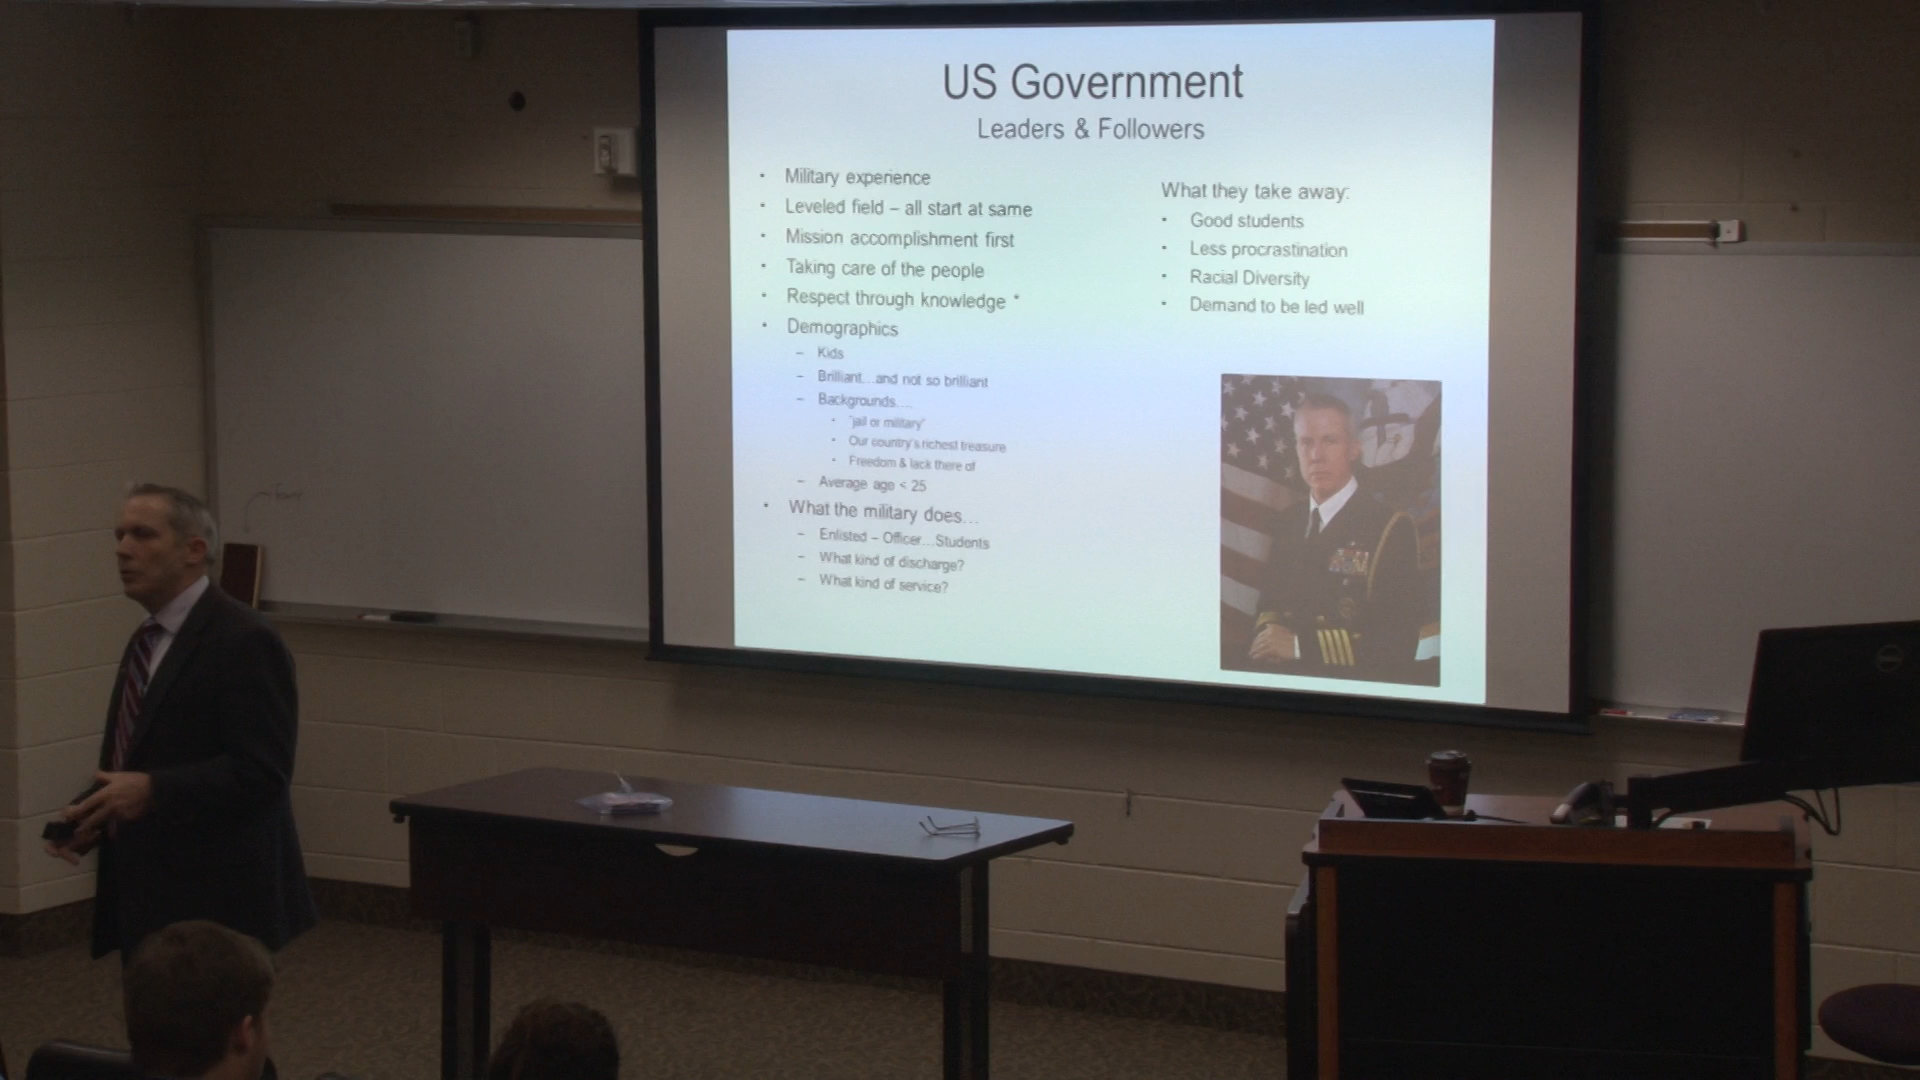 US Government
Leaders & Followers
• Military experience
• Leveled field – all start at same
• Mission accomplishment first
• Taking care of the people
• Respect through knowledge *
• Demographics
– Kids
– Brilliant…and not so brilliant
– Backgrounds….
• "jail or military"
• Our country's richest treasure
• Freedom & lack there of
– Average age < 25
• What the military does…
– Enlisted – Officer…Students
– What kind of discharge?
– What kind of service?
What they take away:
• Good students
• Less procrastination
• Racial Diversity
• Demand to be led well